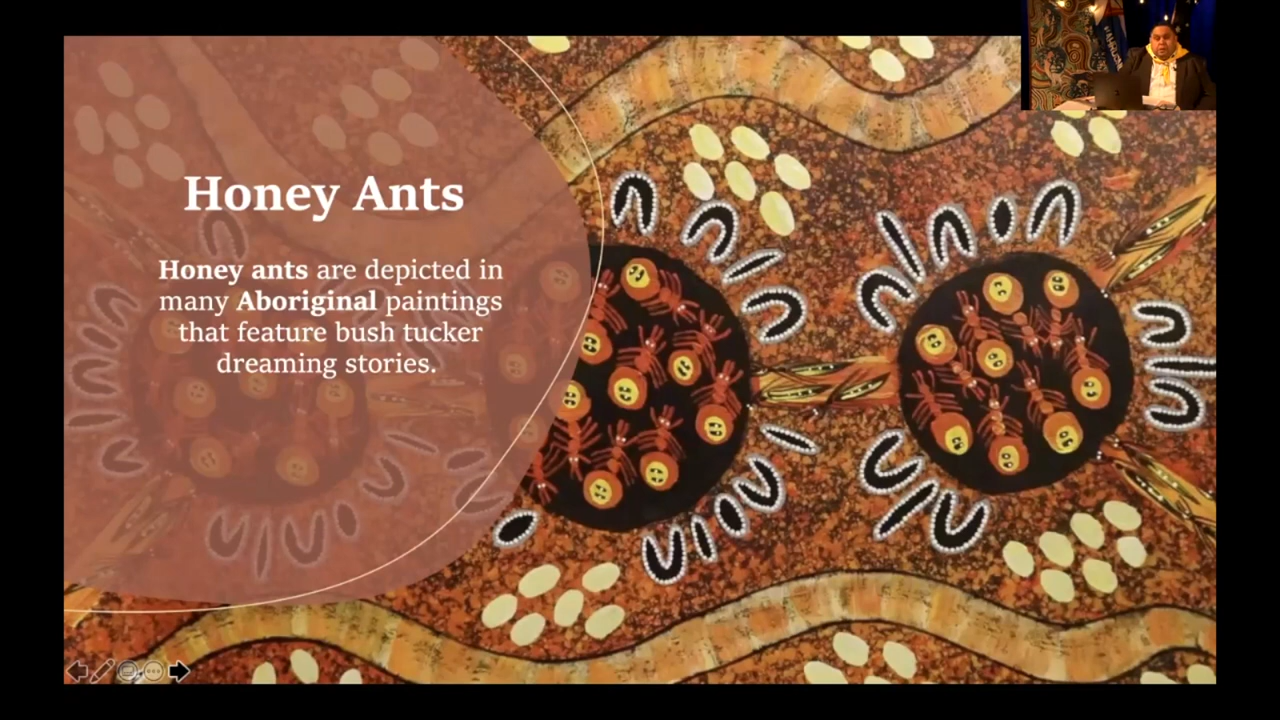 Honey Ants
Honey ants are depicted in
many Aboriginal paintings
that feature bush tucker
dreaming stories.